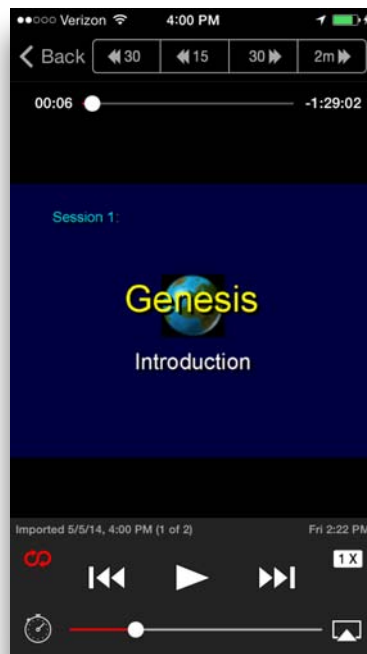 Verizon 4:00 PM
Back 30 15 30 2m
00:06 -1:29:02
Session 1:
Genesis
Introduction
Imported 5/5/14, 4:00 PM (1 of 2) Fri 2:22 PM
1 X